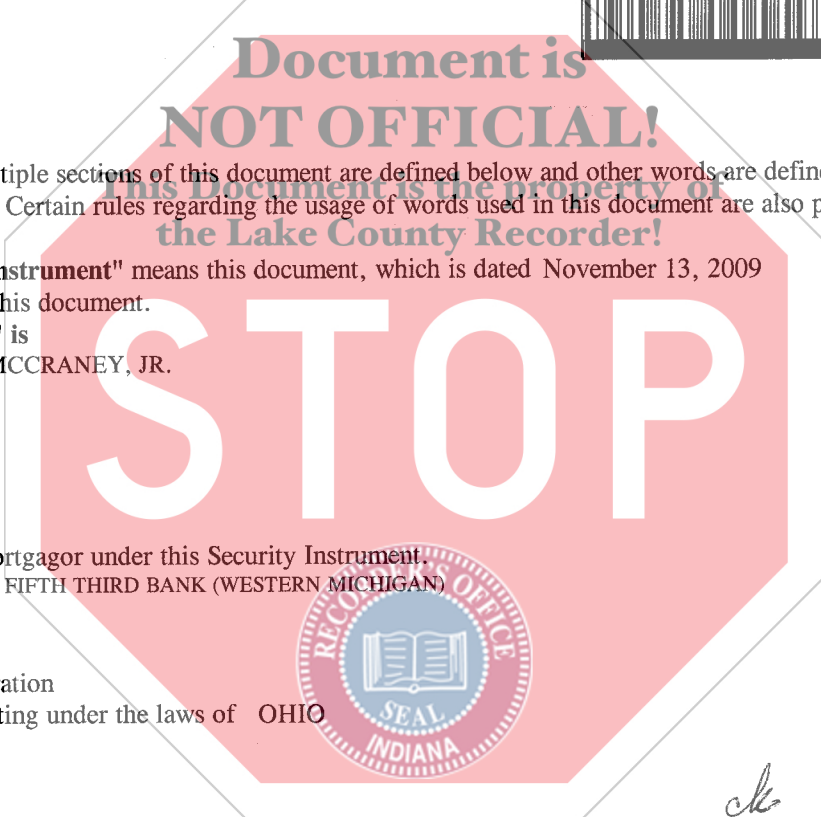 Document is
NOT OFFICIAL!
tiple sections of this document are defined below and other words are defin
This Document is the property of
Certain rules regarding the usage of words used in this document are also p
the Lake County Recorder!
nstrument" means this document, which is dated November 13, 2009
his document.
" is
MCCRANEY, JR.
STOP
ortgagor under this Security Instrument.
FIFTH THIRD BANK (WESTERN MICHIGAN)
RECORDER'S OFFICE
ation
ting under the laws of OHIO
SEAL
INDIANA